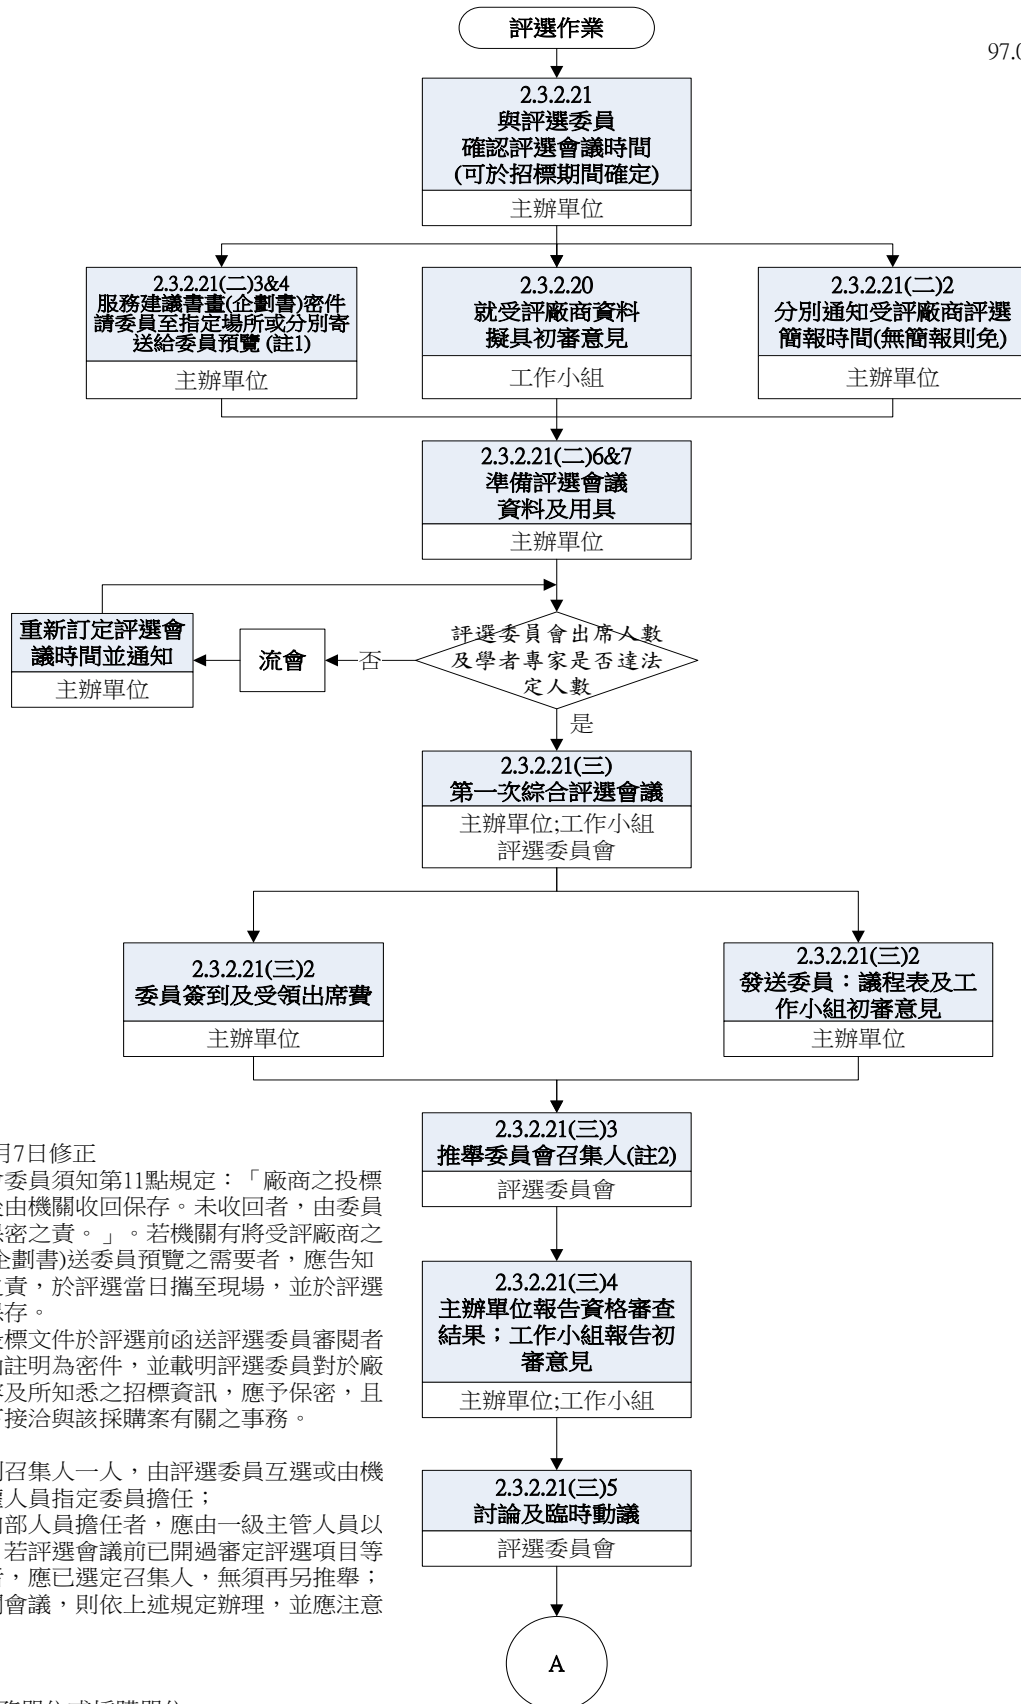 評選作業
97.0
2.3.2.21
與評選委員
確認評選會議時間
(可於招標期間確定)
主辦單位
2.3.2.21(二)3&4
服務建議書畫(企劃書)密件
請委員至指定場所或分別寄
送給委員預覽 (註1)
主辦單位
2.3.2.20
就受評廠商資料
擬具初審意見
工作小組
2.3.2.21(二)2
分別通知受評廠商評選
簡報時間(無簡報則免)
主辦單位
2.3.2.21(二)6&7
準備評選會議
資料及用具
主辦單位
重新訂定評選會
議時間並通知
主辦單位
流會
否
評選委員會出席人數
及學者專家是否達法
定人數
是
2.3.2.21(三)
第一次綜合評選會議
主辦單位;工作小組
評選委員會
2.3.2.21(三)2
委員簽到及受領出席費
主辦單位
2.3.2.21(三)2
發送委員：議程表及工
作小組初審意見
主辦單位
2.3.2.21(三)3
推舉委員會召集人(註2)
評選委員會
2.3.2.21(三)4
主辦單位報告資格審查
結果；工作小組報告初
審意見
主辦單位;工作小組
2.3.2.21(三)5
討論及臨時動議
評選委員會
A
月7日修正
委員須知第11點規定：「廠商之投標
由機關收回保存。未收回者，由委員
保密之責。」。若機關有將受評廠商之
企劃書)送委員預覽之需要者，應告知
之責，於評選當日攜至現場，並於評選
保存。
投標文件於評選前函送評選委員審閱者
註明為密件，並載明評選委員對於廠
及所知悉之招標資訊，應予保密，且
接洽與該採購案有關之事務。
召集人一人，由評選委員互選或由機
權人員指定委員擔任；
內部人員擔任者，應由一級主管人員以
若評選會議前已開過審定評選項目等
，應已選定召集人，無須再另推舉；
會議，則依上述規定辦理，並應注意
務單位或採購單位